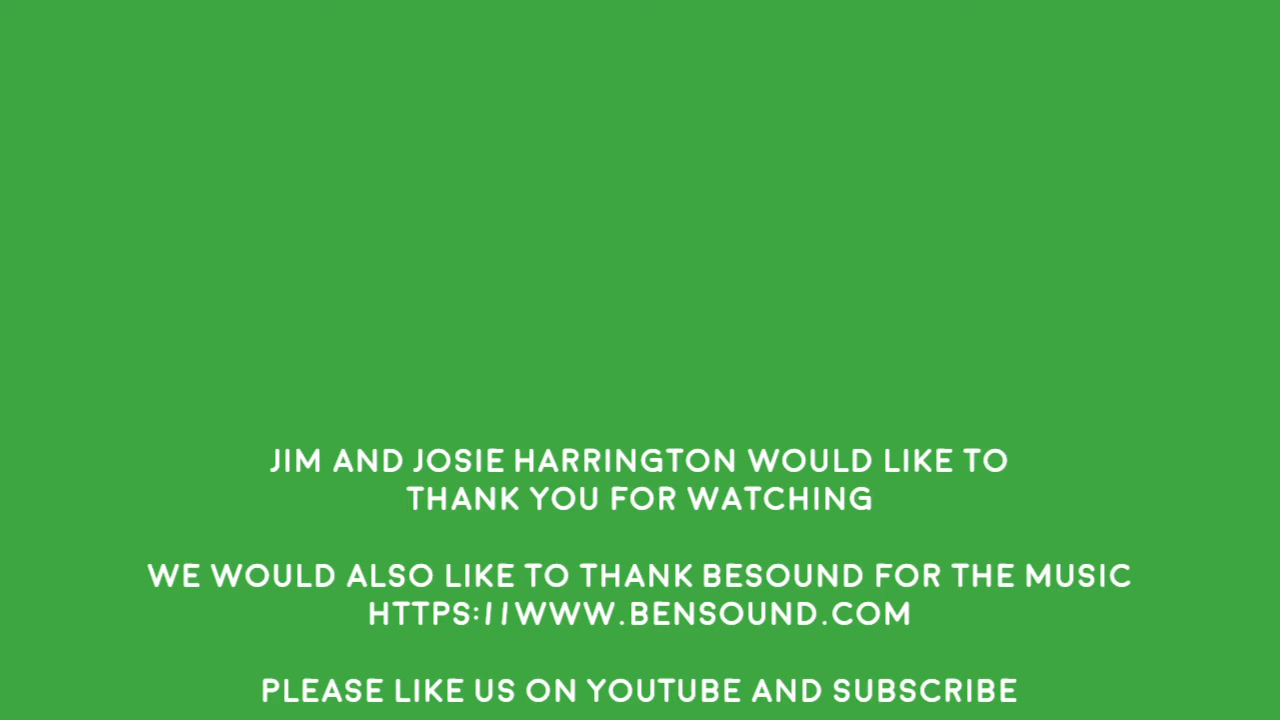 JIM AND JOSIE HARRINGTON WOULD LIKE TO
THANK YOU FOR WATCHING
WE WOULD ALSO LIKE TO THANK BESOUND FOR THE MUSIC
HTTPS://WWW.BENSOUND.COM
PLEASE LIKE US ON YOUTUBE AND SUBSCRIBE